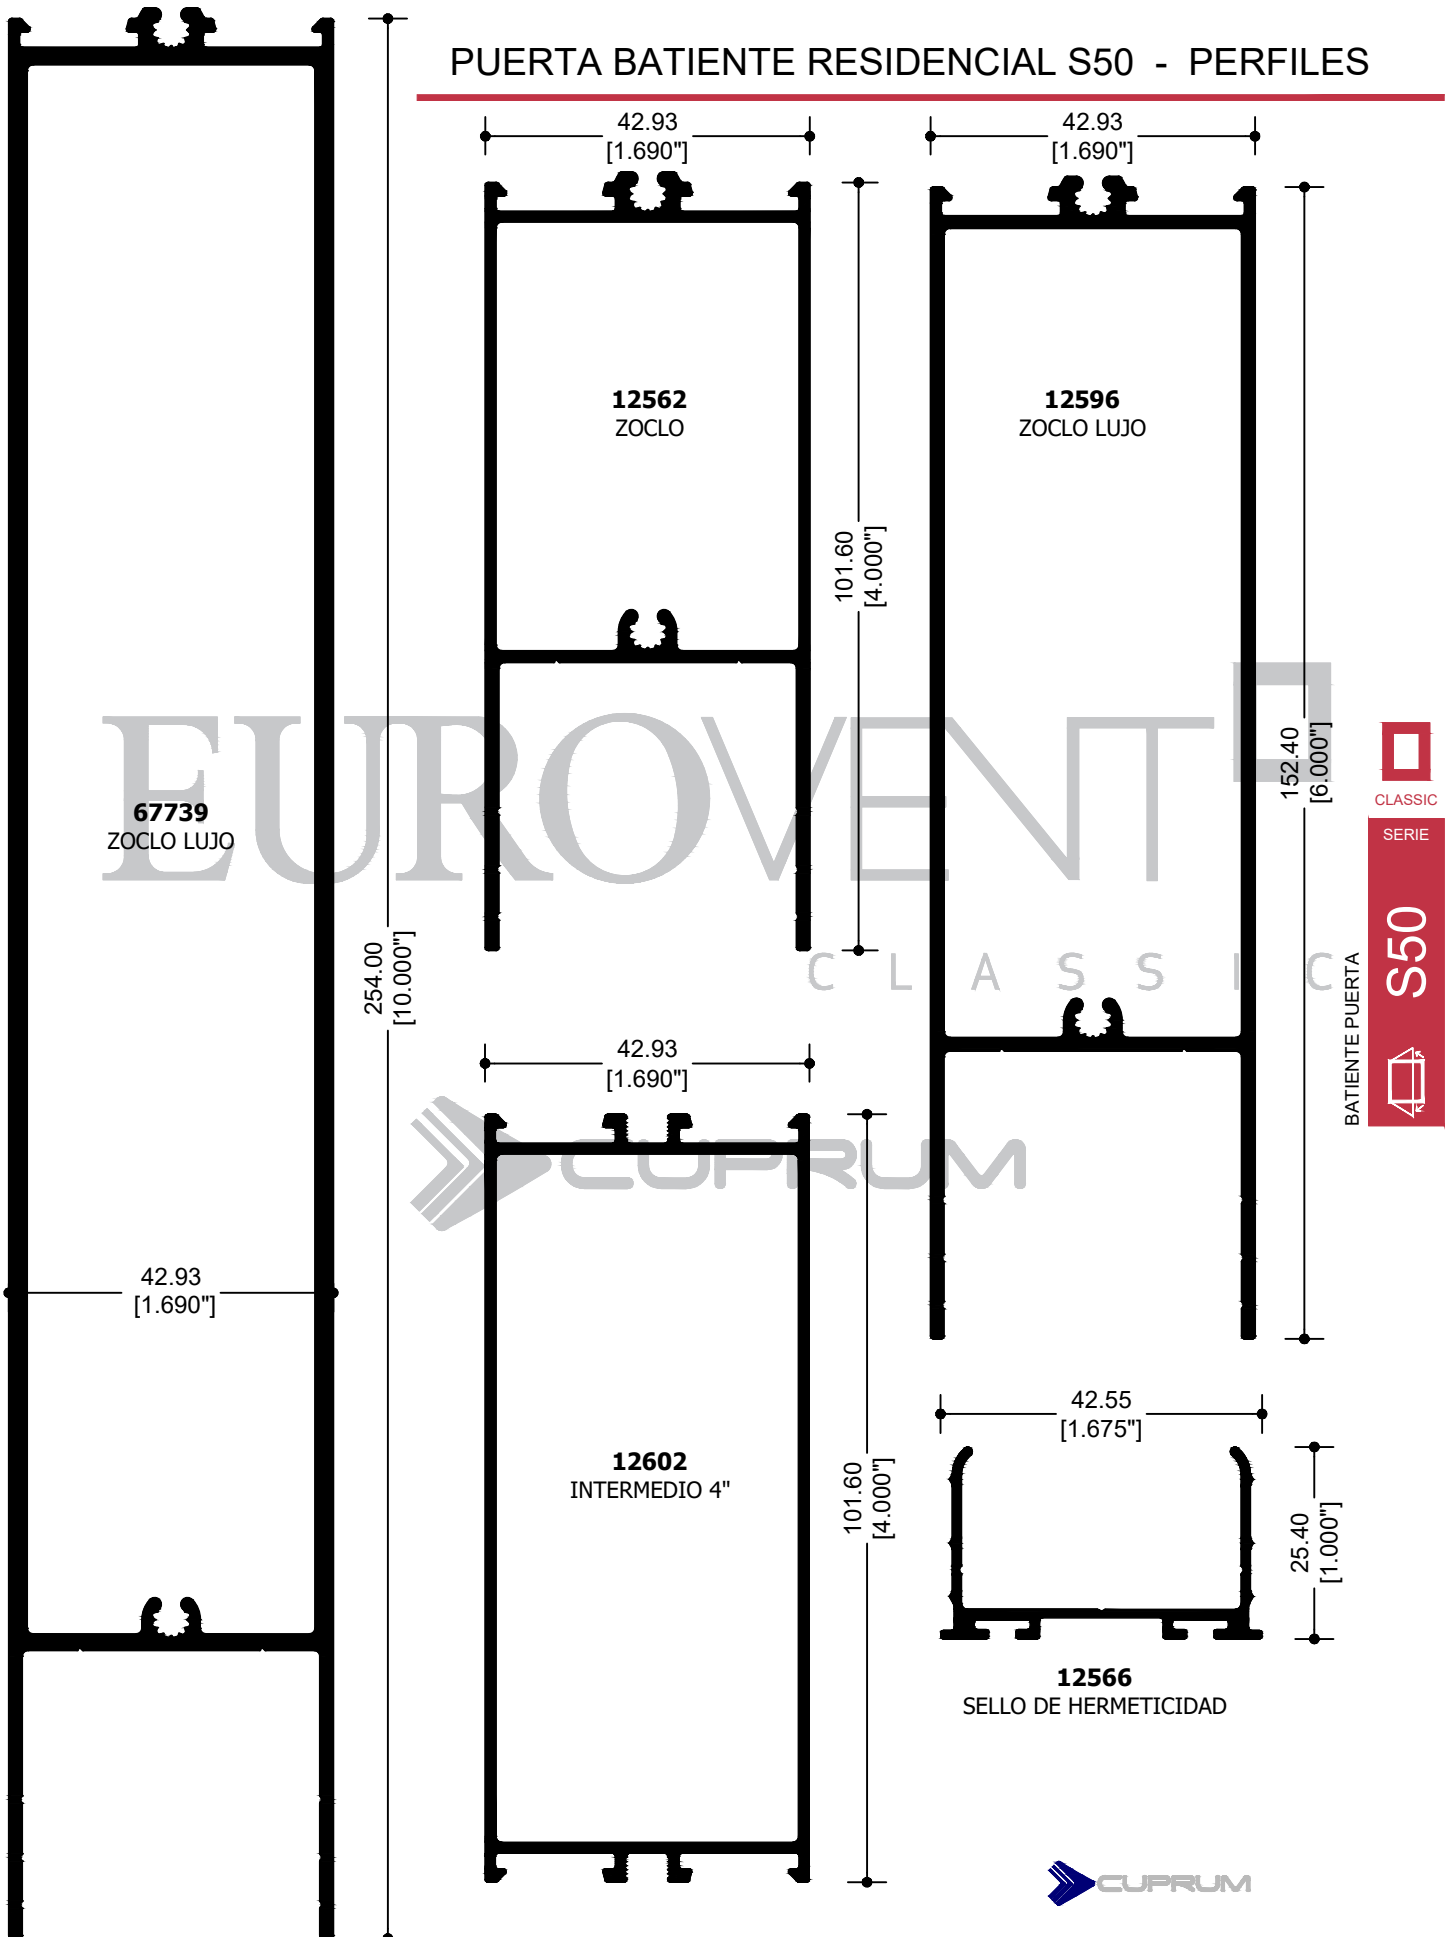 PUERTA BATIENTE RESIDENCIAL S50 - PERFILES
42.93
[1.690"]
42.93
[1.690"]
12562
ZOCLO
12596
ZOCLO LUJO
101.60
[4.000"]
152.40
[6.000"]
EUROVENT
CLASSIC
67739
ZOCLO LUJO
254.00
[10.000"]
CLASSIC
SERIE
S50
BATIENTE PUERTA
42.93
[1.690"]
CUPRUM
42.93
[1.690"]
12602
INTERMEDIO 4"
101.60
[4.000"]
42.55
[1.675"]
25.40
[1.000"]
12566
SELLO DE HERMETICIDAD
CUPRUM